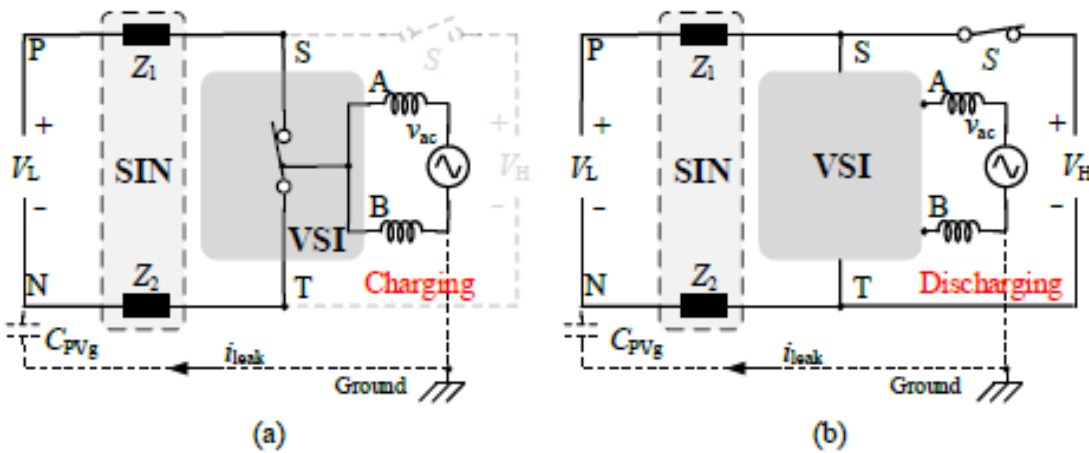 P
Z1
S
S
+
VL
−
SIN
A
vac
+
VH
−
B
VSI
N
Z2
T
Charging
CPVg
ileak
Ground
(a)
P
Z1
S
S
+
VL
−
SIN
VSI
A
vac
+
VH
−
B
N
Z2
T
Discharging
CPVg
ileak
Ground
(b)